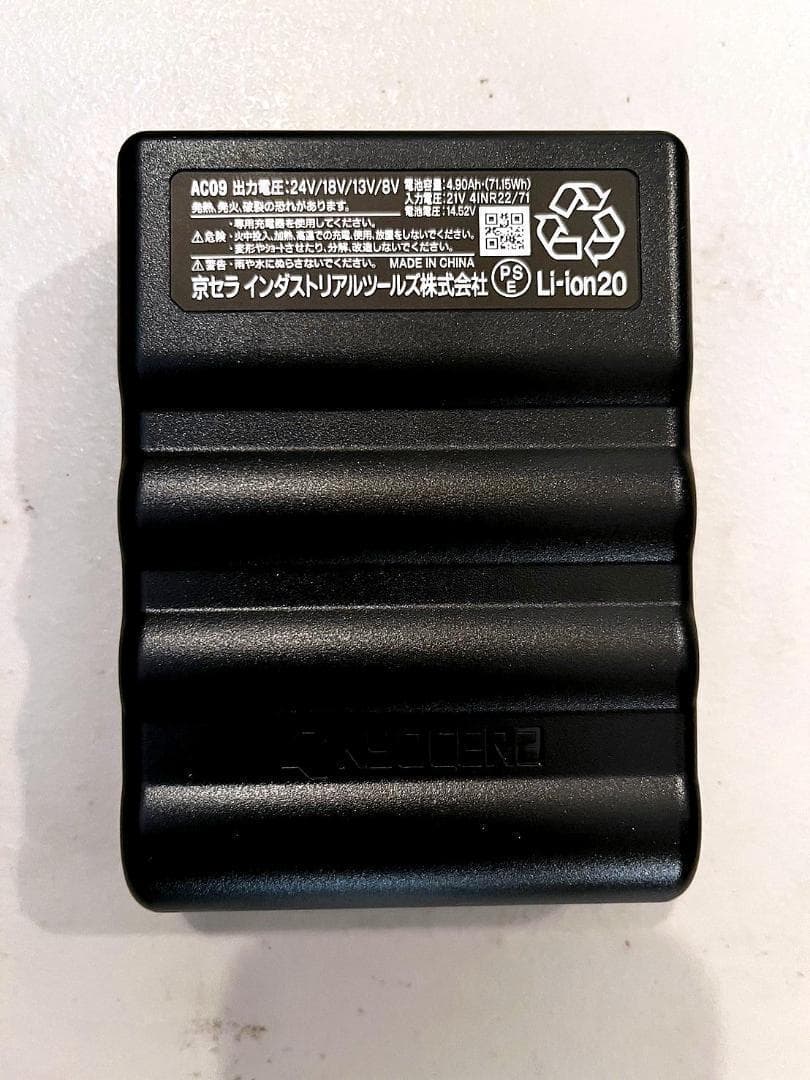 AC09 出力電圧:24V/18V/13V/8V
発熱、発火、破裂の恐れがあります。
電池容量:4.90Ah・(71.15Wh)
入力電圧:21V 4INR22/71
電池電圧:14.52V
⚠危険
・専用充電器を使用してください。
・火中投入、加熱、高温での充電、使用、放置をしないでください。
・変形やショートさせたり、分解、改造しないでください。
⚠警告・雨や水にぬらさないでください。 MADE IN CHINA
京セラ インダストリアルツールズ株式会社 PSE Li-ion20
KYOCERA